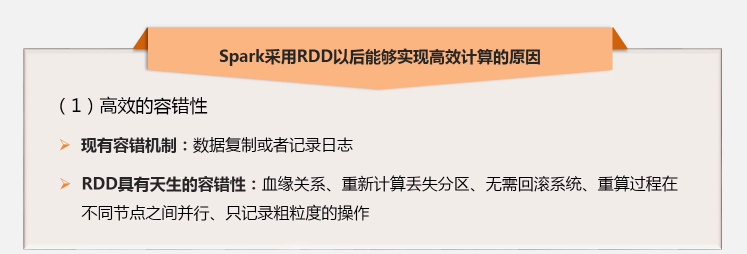 Spark采用RDD以后能够实现高效计算的原因
（1）高效的容错性
现有容错机制：数据复制或者记录日志
RDD具有天生的容错性：血缘关系、重新计算丢失分区、无需回滚系统、重算过程在
不同节点之间并行、只记录粗粒度的操作